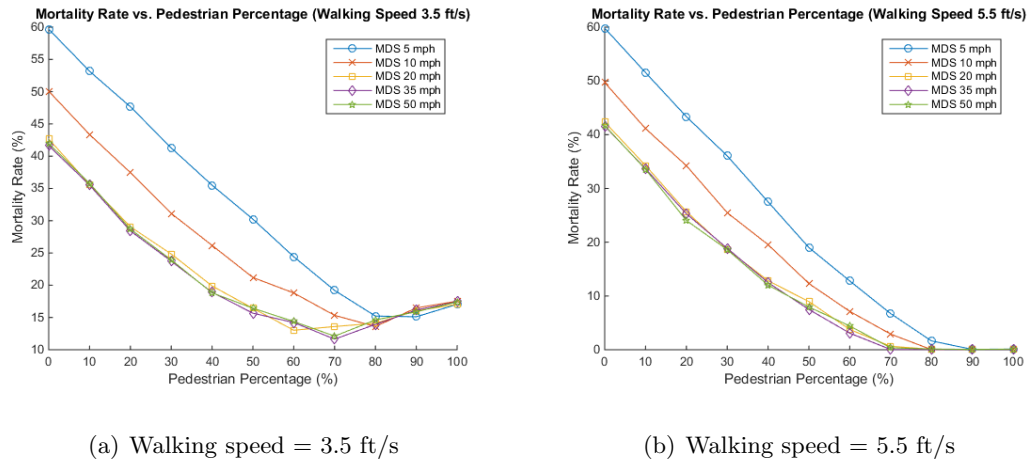 Mortality Rate vs. Pedestrian Percentage (Walking Speed 3.5 ft/s)
60
55
50
45
40
35
30
25
20
15
10
Mortality Rate (%)
MDS 5 mph
MDS 10 mph
MDS 20 mph
MDS 35 mph
MDS 50 mph
0 10 20 30 40 50 60 70 80 90 100
Pedestrian Percentage (%)
(a) Walking speed = 3.5 ft/s
Mortality Rate vs. Pedestrian Percentage (Walking Speed 5.5 ft/s)
60
50
40
30
20
10
0
Mortality Rate (%)
MDS 5 mph
MDS 10 mph
MDS 20 mph
MDS 35 mph
MDS 50 mph
0 10 20 30 40 50 60 70 80 90 100
Pedestrian Percentage (%)
(b) Walking speed = 5.5 ft/s